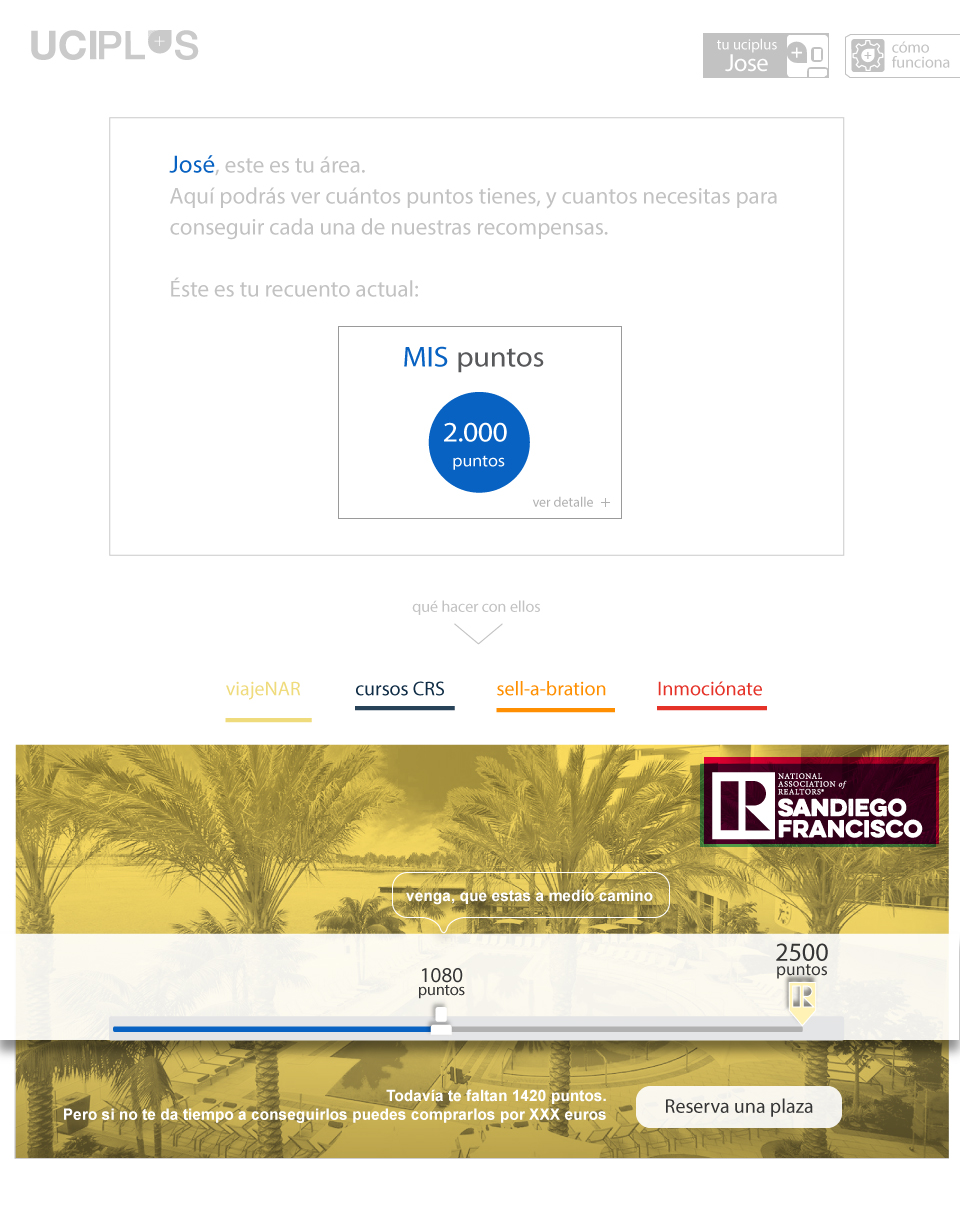 UCIPLUS
tu uciplus
Jose
cómo
funciona
José, este es tu área.
Aquí podrás ver cuántos puntos tienes, y cuantos necesitas para
conseguir cada una de nuestras recompensas.
Éste es tu recuento actual:
MIS puntos
2.000
puntos
ver detalle +
qué hacer con ellos
viajeNAR
cursos CRS
sell-a-bration
Inmociónate
NATIONAL
ASSOCIATION of
REALTORS®
R
SANDIEGO
FRANCISCO
venga, que estas a medio camino
1080
puntos
2500
puntos
R
Todavía te faltan 1420 puntos.
Pero si no te da tiempo a conseguirlos puedes comprarlos por XXX euros
Reserva una plaza